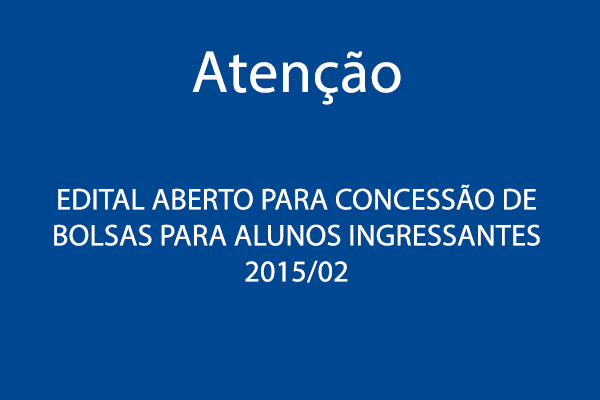 Atenção
EDITAL ABERTO PARA CONCESSÃO DE
BOLSAS PARA ALUNOS INGRESSANTES
2015/02